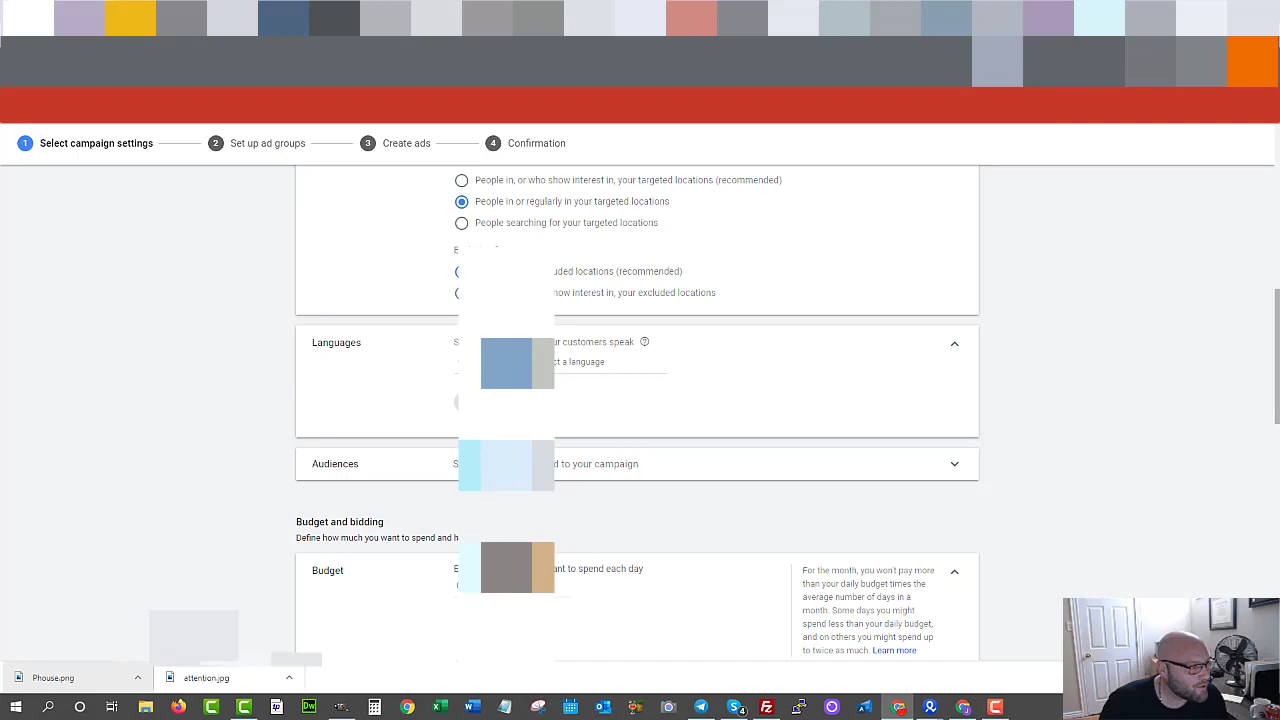 1 Select campaign settings 2 Set up ad groups 3 Create ads 4 Confirmation
People in, or who show interest in, your targeted locations (recommended)
People in or regularly in your targeted locations
People searching for your targeted locations
uded locations (recommended)
how interest in, your excluded locations
Languages
ur customers speak
ct a language
Audiences
d to your campaign
Budget and bidding
Define how much you want to spend and h
Budget
ant to spend each day
For the month, you won't pay more
than your daily budget times the
average number of days in a
month. Some days you might
spend less than your daily budget,
and on others you might spend up
to twice as much. Learn more
Phouse.png
attention.jpg